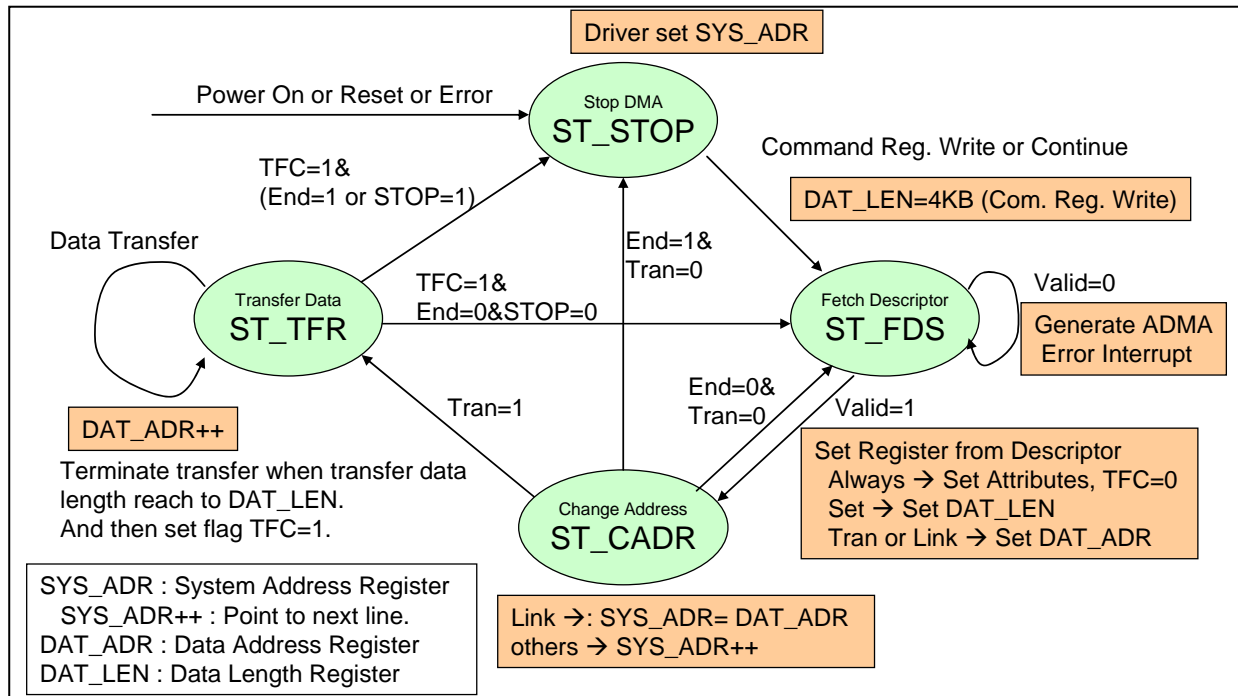 Driver set SYS_ADR
Power On or Reset or Error
Stop DMA
ST_STOP
TFC=1&
(End=1 or STOP=1)
Command Reg. Write or Continue
DAT_LEN=4KB (Com. Reg. Write)
Data Transfer
End=1&
Tran=0
TFC=1&
End=0&STOP=0
Valid=0
Transfer Data
ST_TFR
Fetch Descriptor
ST_FDS
Generate ADMA
Error Interrupt
Tran=1
End=0&
Tran=0
Valid=1
DAT_ADR++
Terminate transfer when transfer data
length reach to DAT_LEN.
And then set flag TFC=1.
Set Register from Descriptor
Always → Set Attributes, TFC=0
Set → Set DAT_LEN
Tran or Link → Set DAT_ADR
Change Address
ST_CADR
SYS_ADR : System Address Register
SYS_ADR++ : Point to next line.
DAT_ADR : Data Address Register
DAT_LEN : Data Length Register
Link →: SYS_ADR= DAT_ADR
others → SYS_ADR++